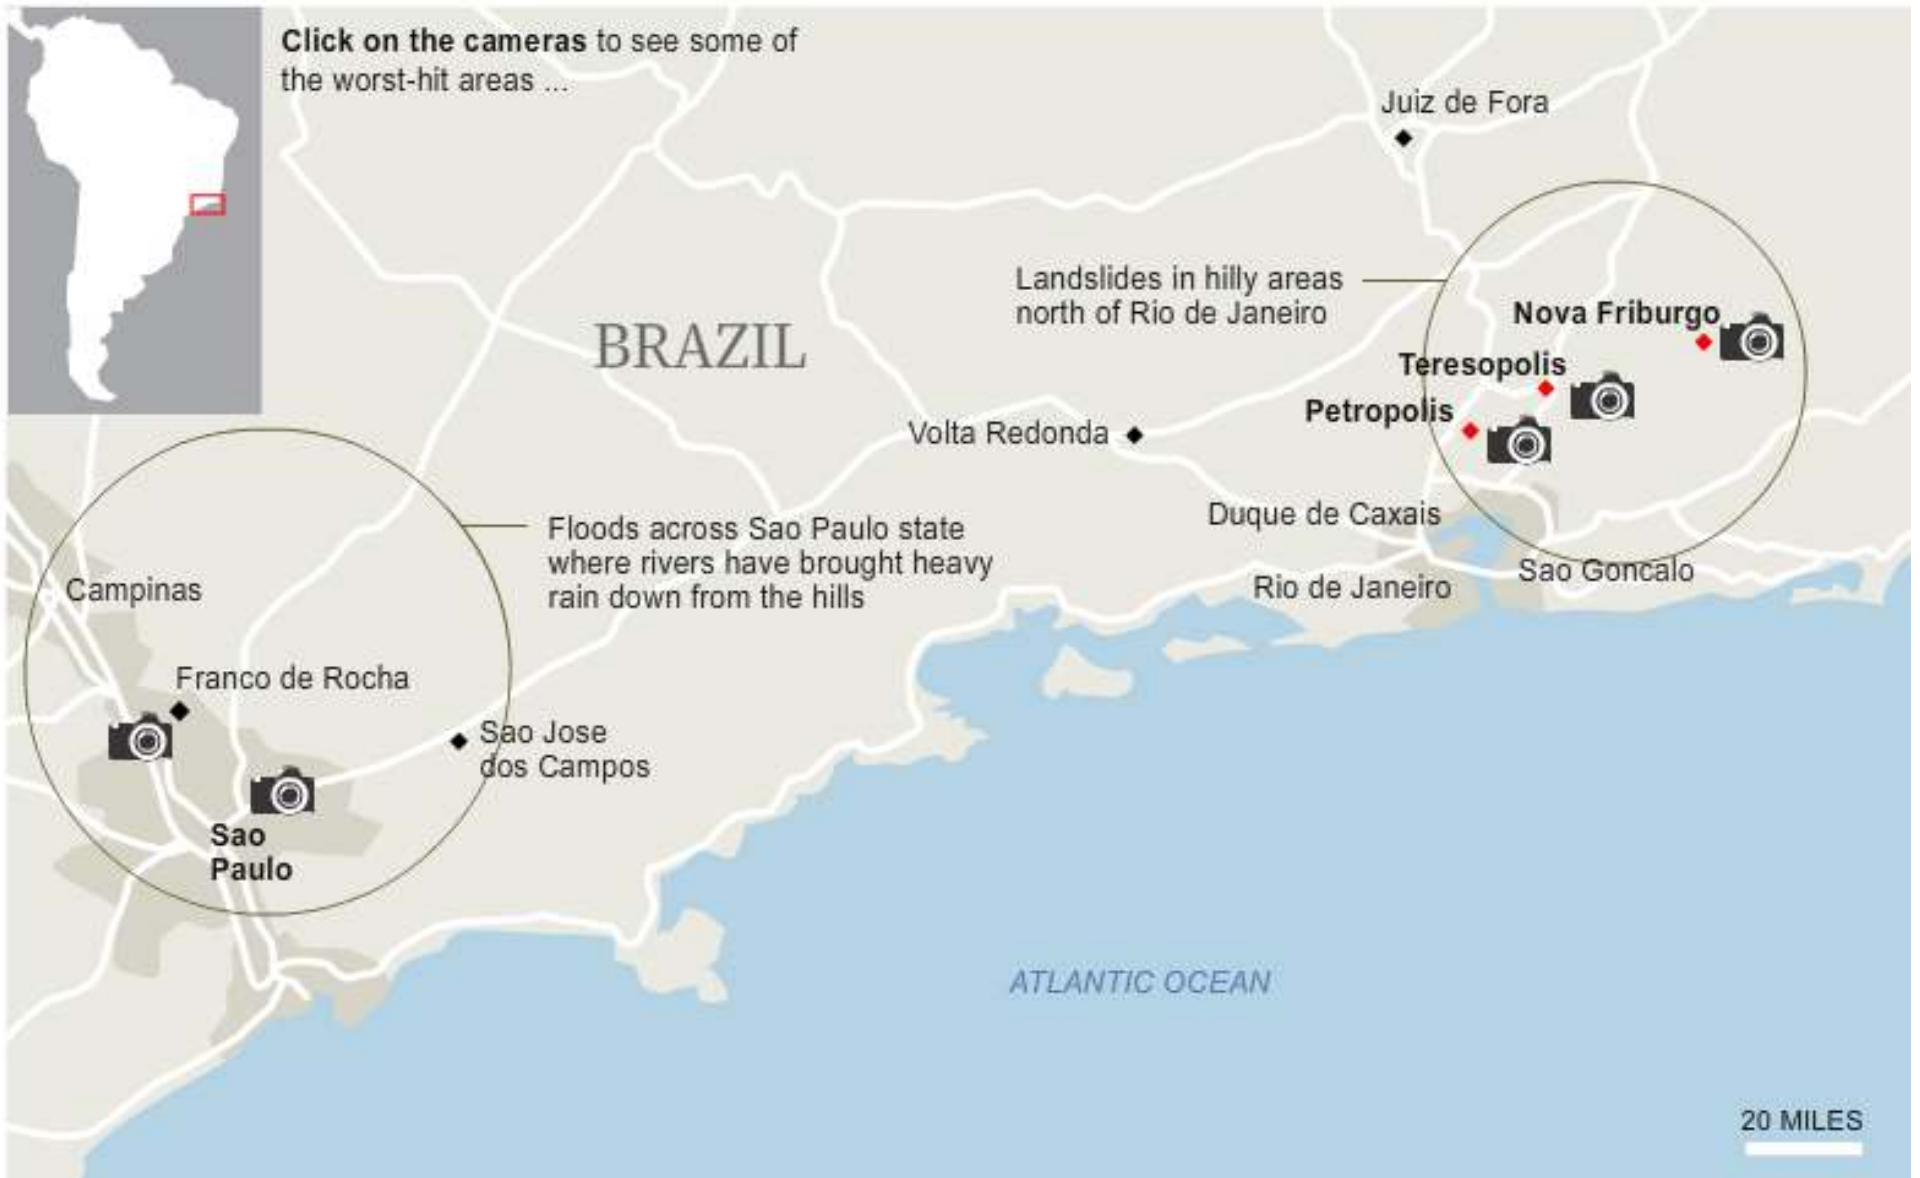 Click on the cameras to see some of
the worst-hit areas ...
Juiz de Fora
Landslides in hilly areas
north of Rio de Janeiro
Nova Friburgo
BRAZIL
Teresopolis
Petropolis
Volta Redonda
Duque de Caxais
Floods across Sao Paulo state
where rivers have brought heavy
rain down from the hills
Sao Goncalo
Rio de Janeiro
Campinas
Franco de Rocha
Sao Jose
dos Campos
Sao
Paulo
ATLANTIC OCEAN
20 MILES